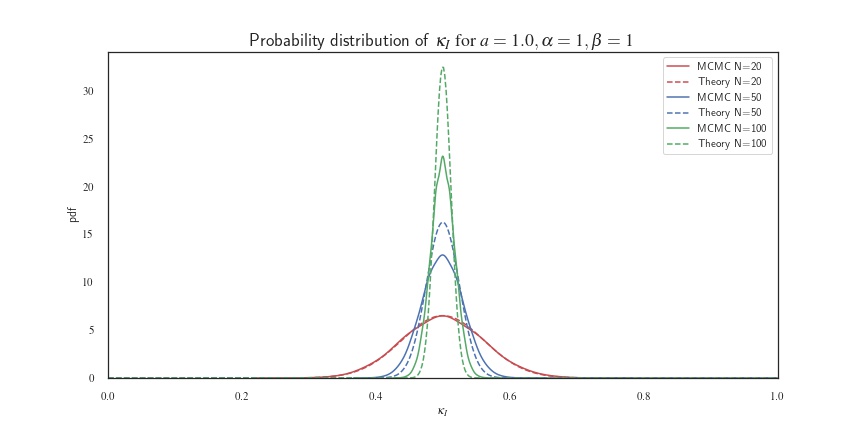 Probability distribution of κ_I for a = 1.0, α = 1, β = 1
MCMC N=20
Theory N=20
MCMC N=50
Theory N=50
MCMC N=100
Theory N=100
pdf
30
25
20
15
10
5
0
0.0 0.2 0.4 0.6 0.8 1.0
κ_I